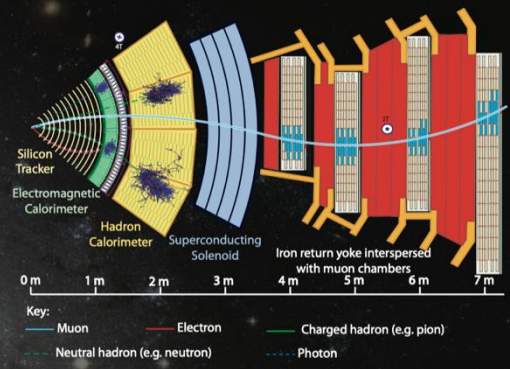 4T
2T
Silicon
Tracker
Electromagnetic
Calorimeter
Hadron
Calorimeter
Superconducting
Solenoid
Iron return yoke interspersed
with muon chambers
0 m 1 m 2 m 3 m 4 m 5 m 6 m 7 m
Key:
Muon Electron Charged hadron (e.g. pion)
Neutral hadron (e.g. neutron) Photon